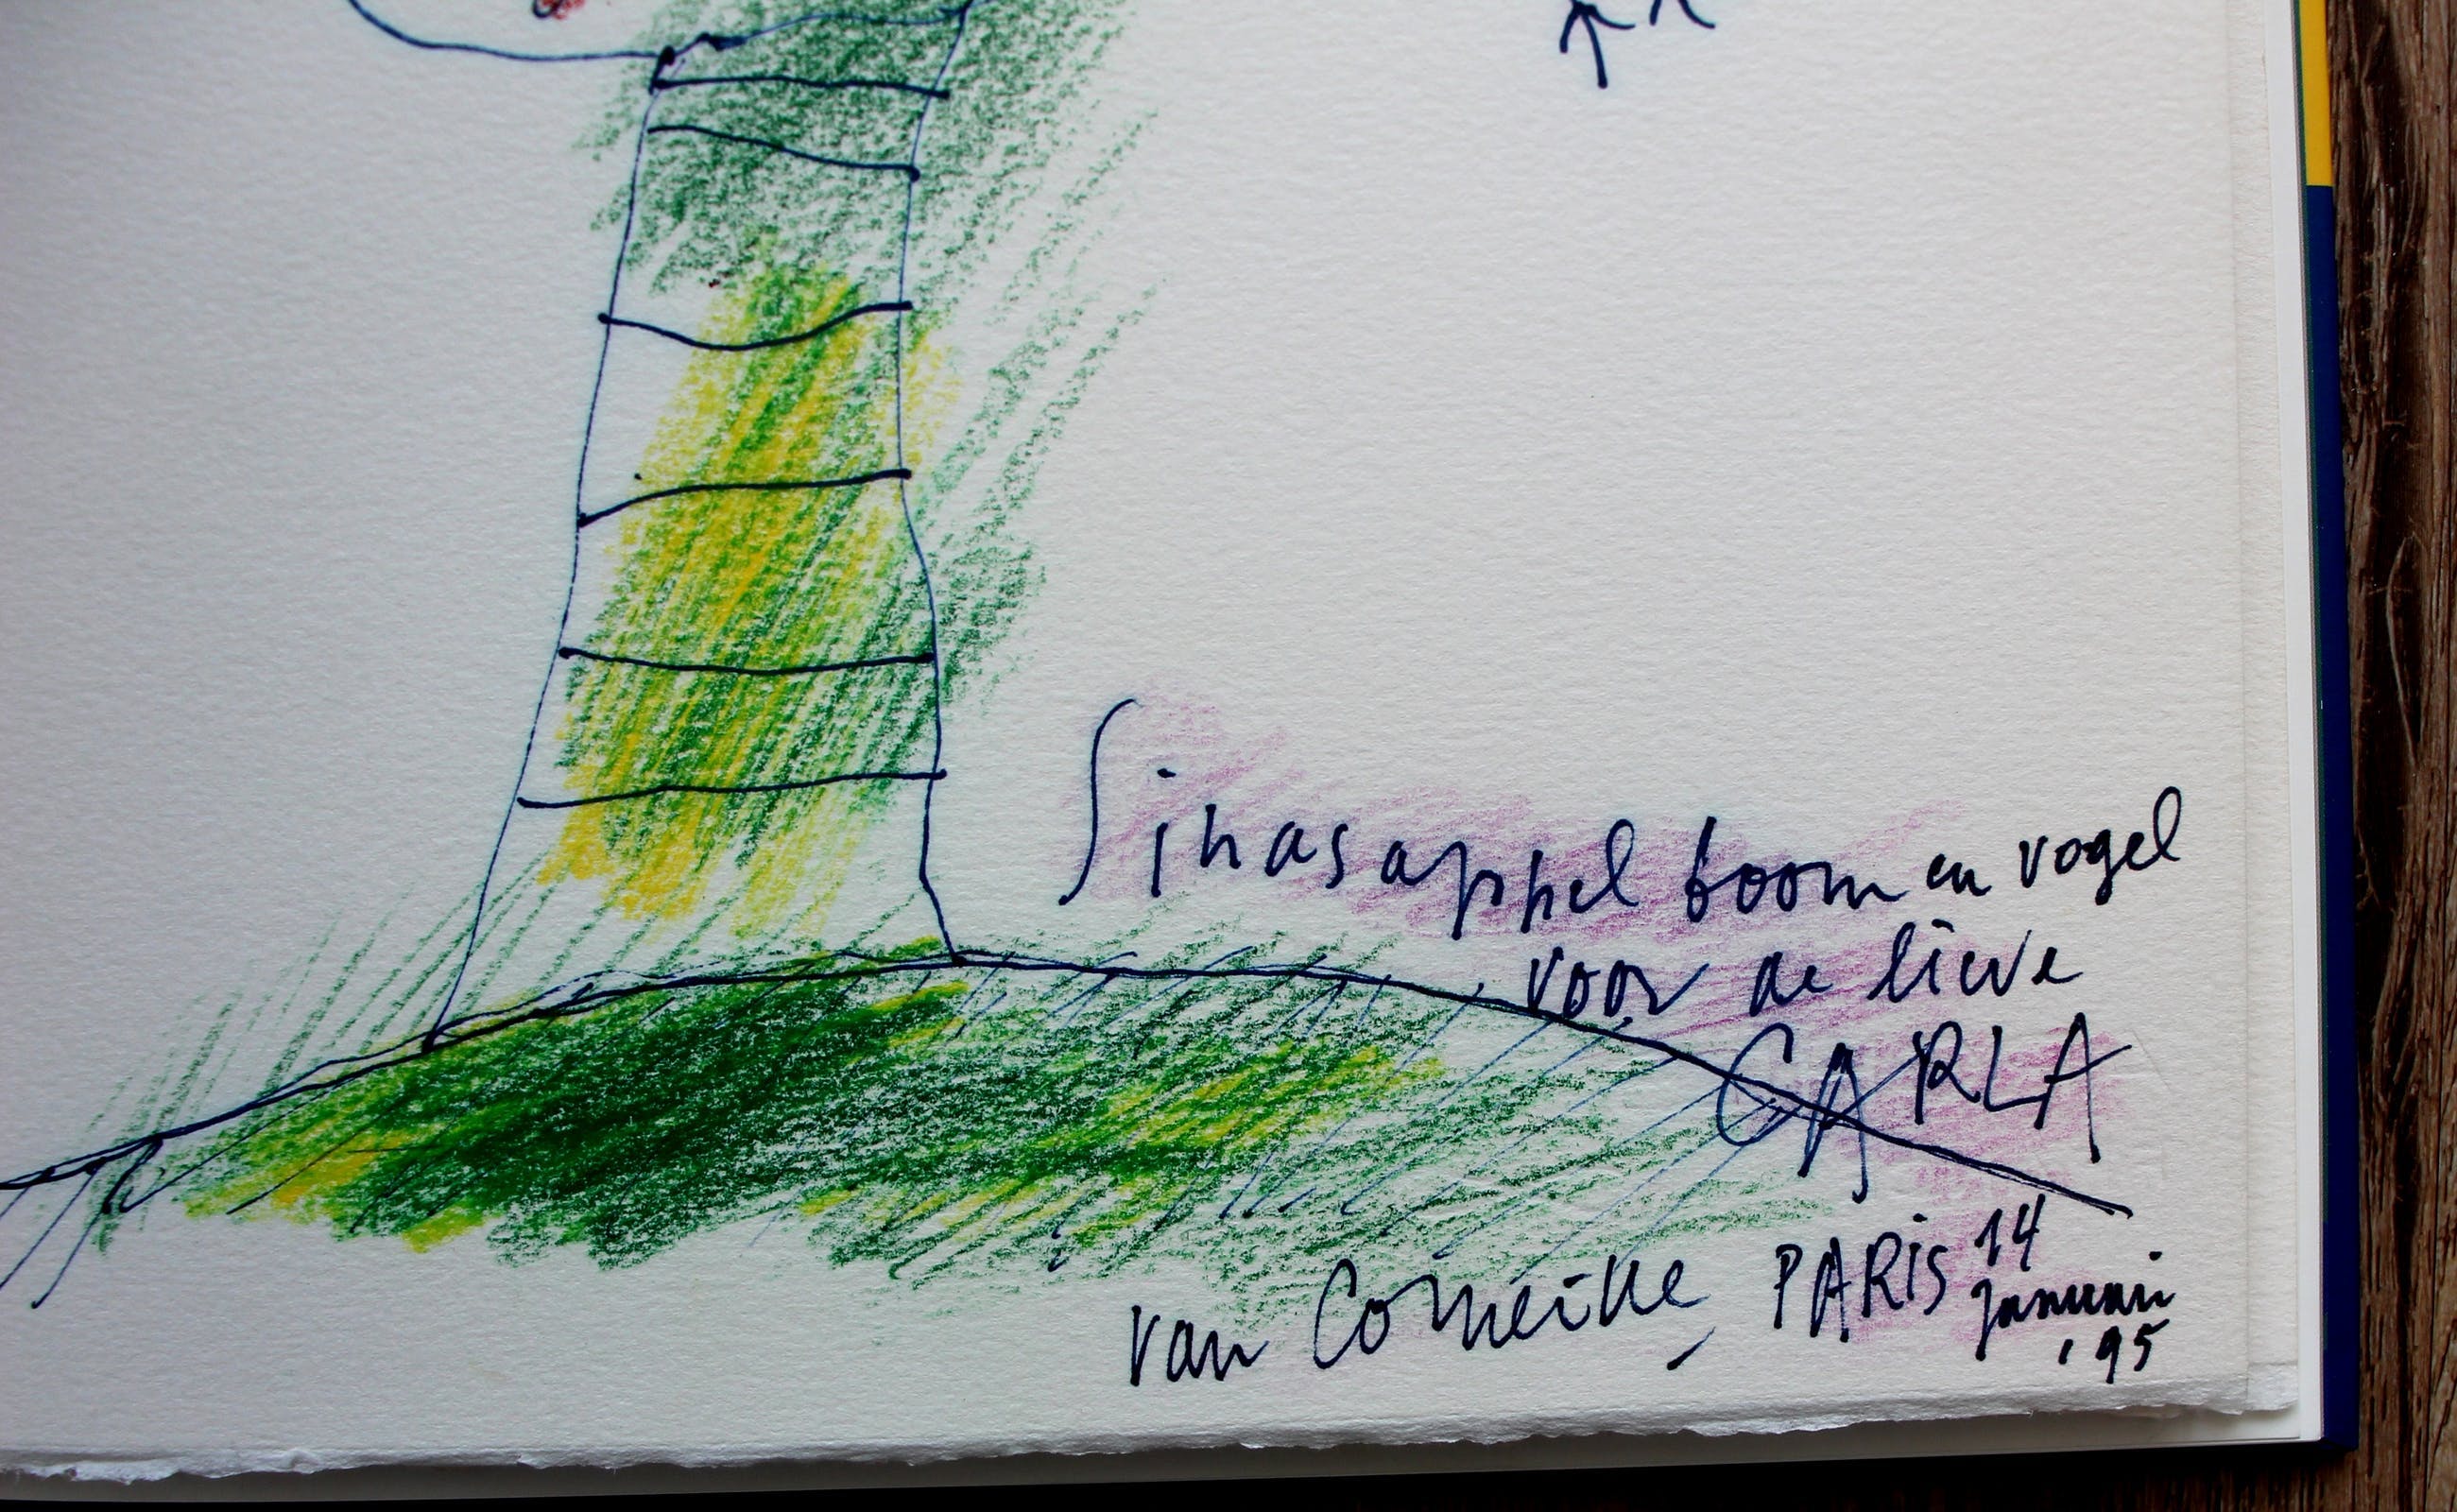 Sinasappel boom en vogel
voor de lieve
CARLA
van Corneille PARIS 14
januari
'95